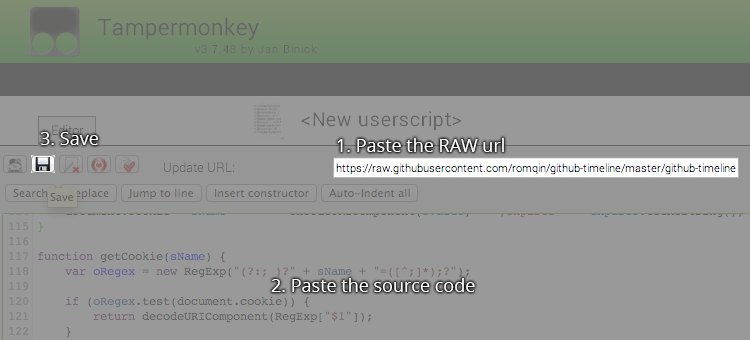 Tampermonkey
v3.7.48 by Jan Biniok
Editor
<New userscript>
3. Save
1. Paste the RAW url
Update URL:
https://raw.githubusercontent.com/romqin/github-timeline/master/github-timeline
Search
Replace
Jump to line
Insert constructor
Auto-Indent all
Save
115 }
116
117 function getCookie(sName) {
118 var oRegex = new RegExp("(?:; )?" + sName + "=([^;]*);?");
119
2. Paste the source code
120 if (oRegex.test(document.cookie)) {
121 return decodeURIComponent(RegExp["$1"]);
122 }